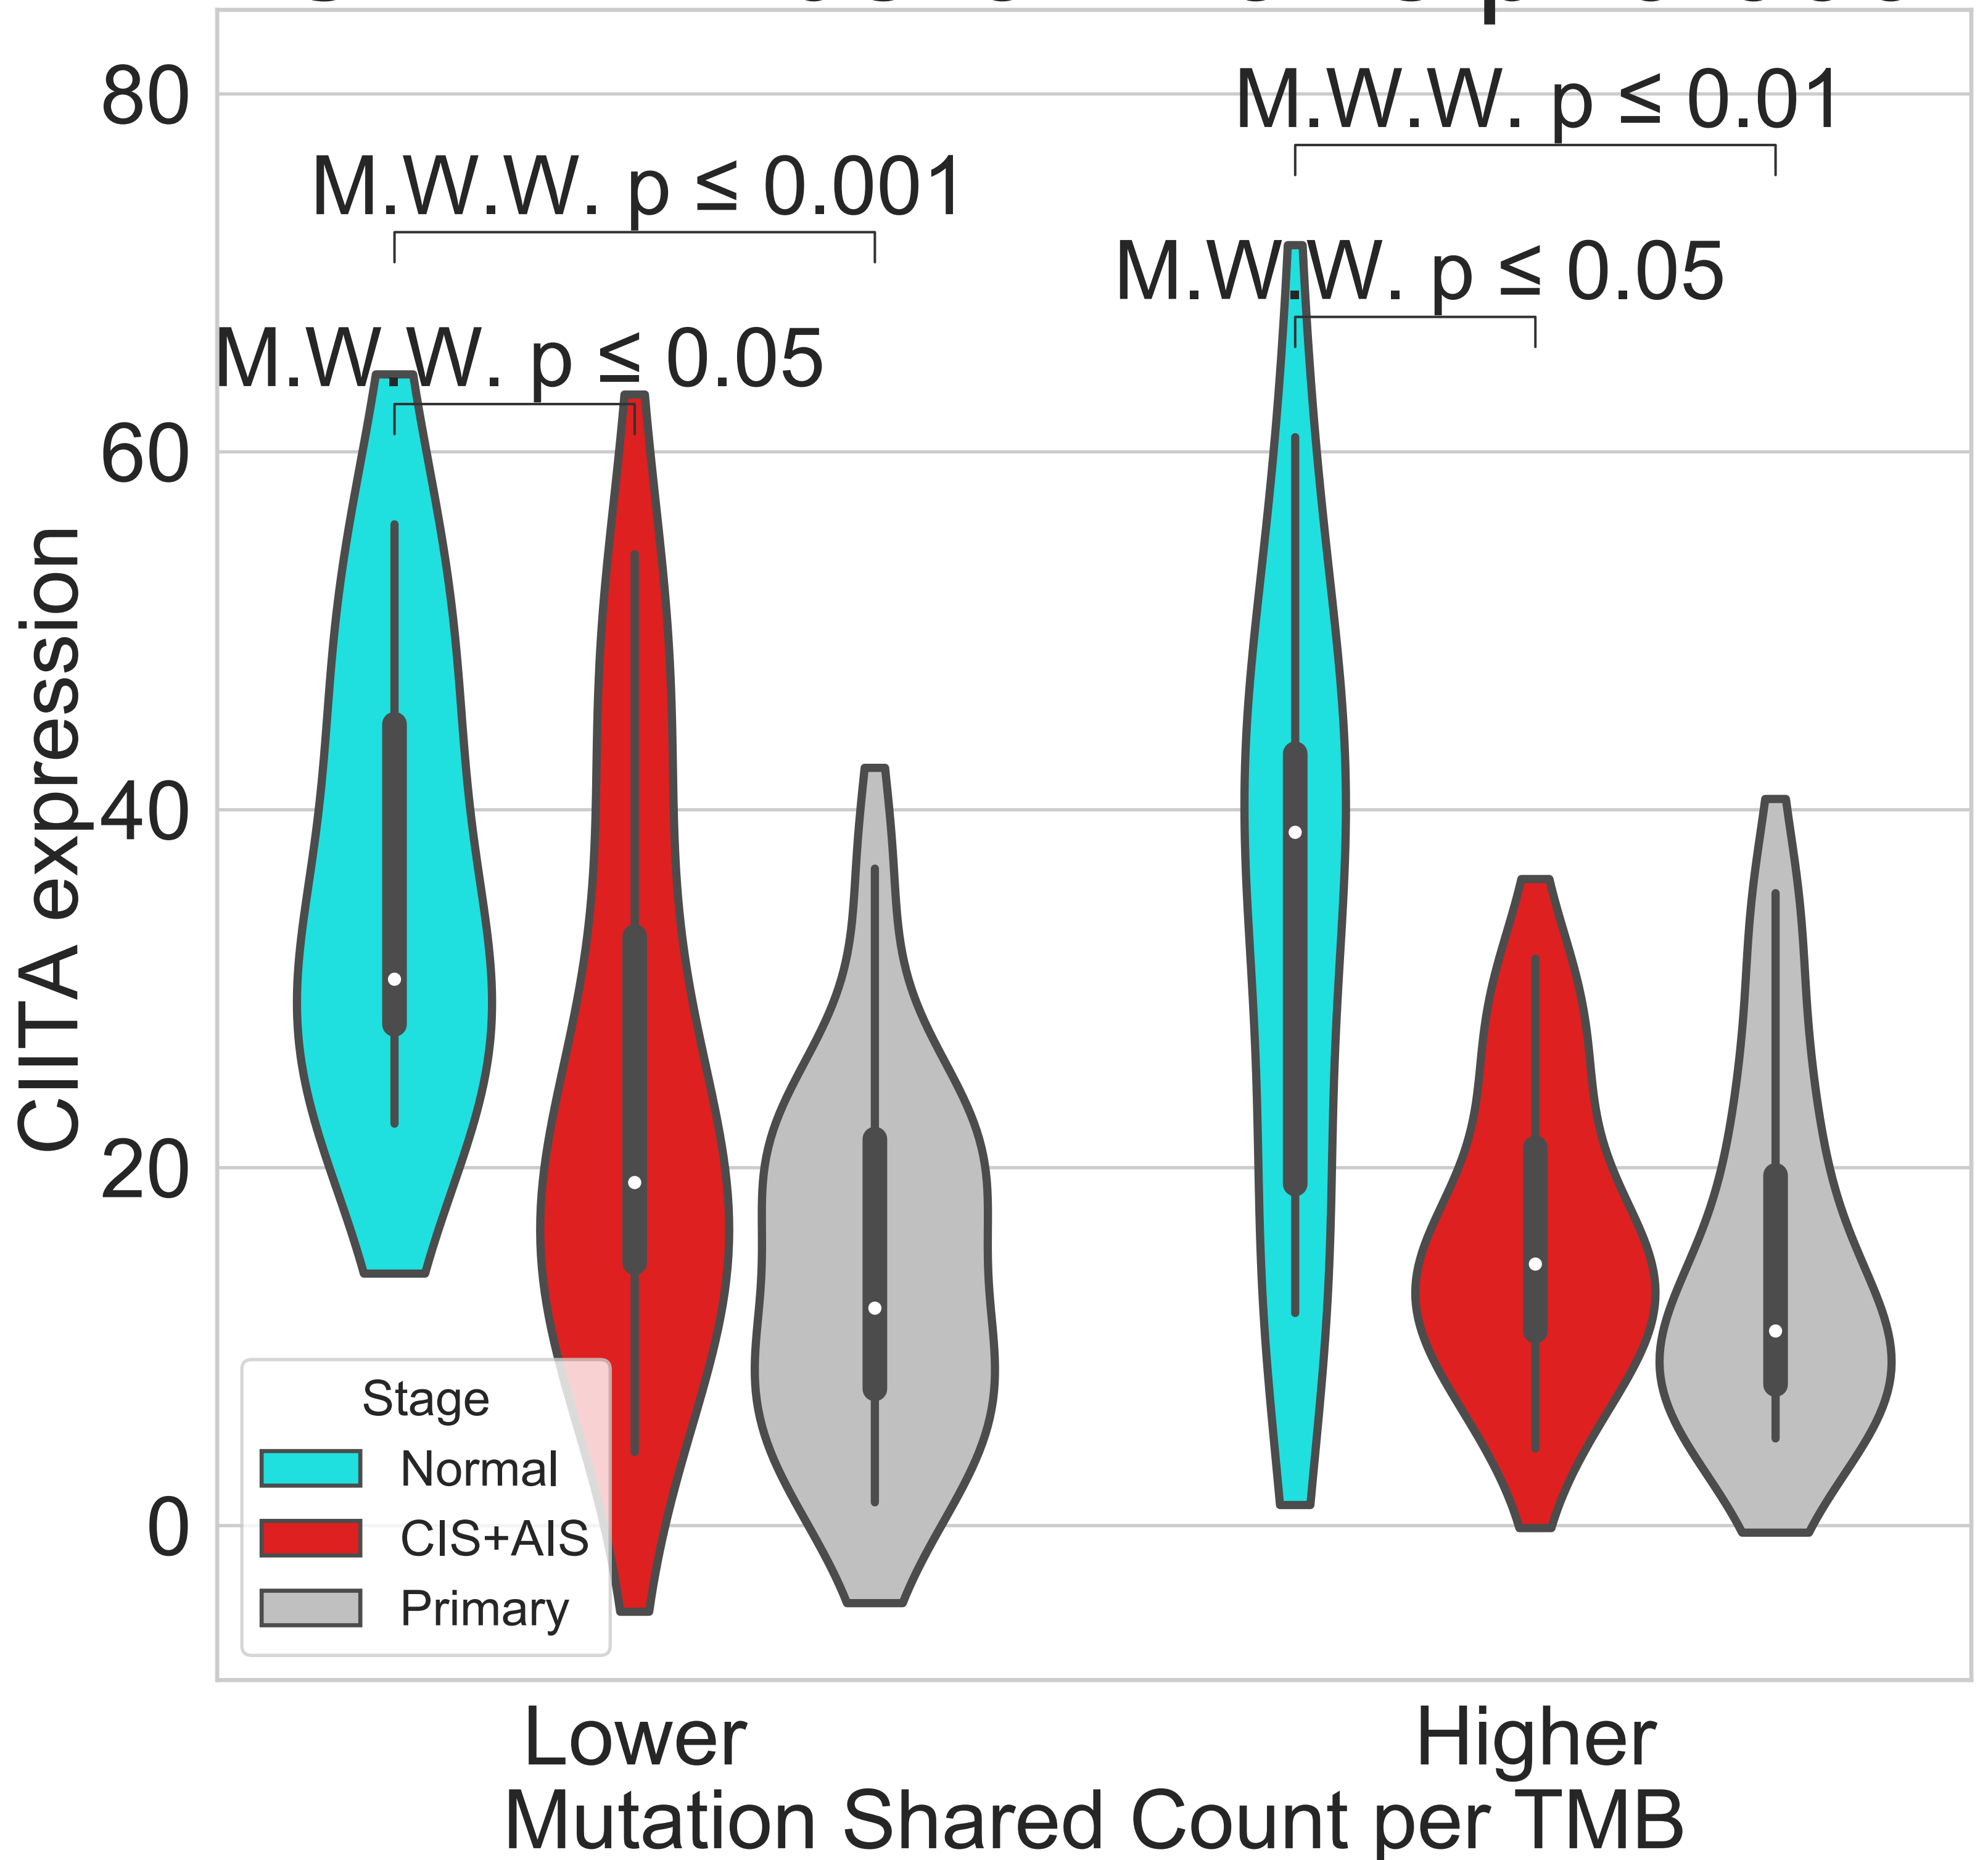 80
60
40
20
0
CIITA expression
M.W.W. p ≤ 0.01
M.W.W. p ≤ 0.001
M.W.W. p ≤ 0.05
M.W.W. p ≤ 0.05
Stage
Normal
CIS+AIS
Primary
Lower
Higher
Mutation Shared Count per TMB